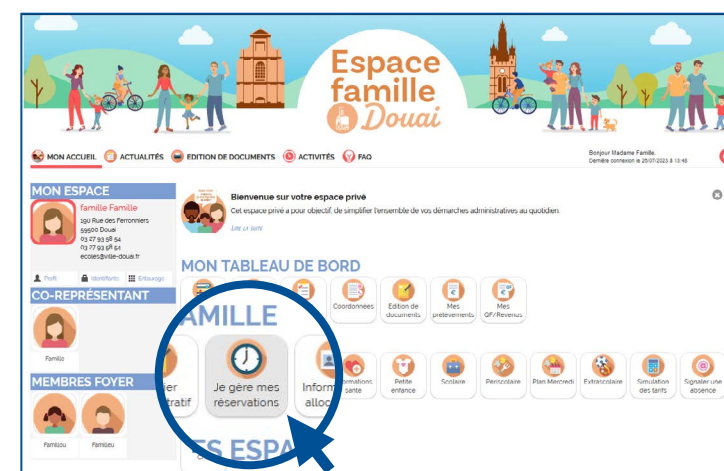 Espace
famille
Douai
MON ACCUEIL ACTUALITÉS EDITION DE DOCUMENTS ACTIVITÉS FAQ
Bonjour Madame Famille.
Dernière connexion le 25/07/2023 à 13:48
MON ESPACE
famille Famille
190 Rue des Ferronniers
59500 Douai
03 27 93 58 54
03 27 93 58 54
ecoles@ville-douai.fr
Profil Identifiants Entourage
CO-REPRÉSENTANT
Famille
MEMBRES FOYER
Famillou Familieu
Bienvenue sur votre espace privé
Cet espace privé a pour objectif, de simplifier l'ensemble de vos démarches administratives au quotidien.
Lire la suite
MON TABLEAU DE BORD
Coordonnées
Edition de documents
Mes prélèvements
Mes QF/Revenus
AMILLE
ier
tratif
Je gère mes
réservations
Inform
alloc
ormations
santé
Petite
enfance
Scolaire
Périscolaire
Plan Mercredi
Extrascolaire
Simulation
des tarifs
Signaler une
absence
ES ESPA